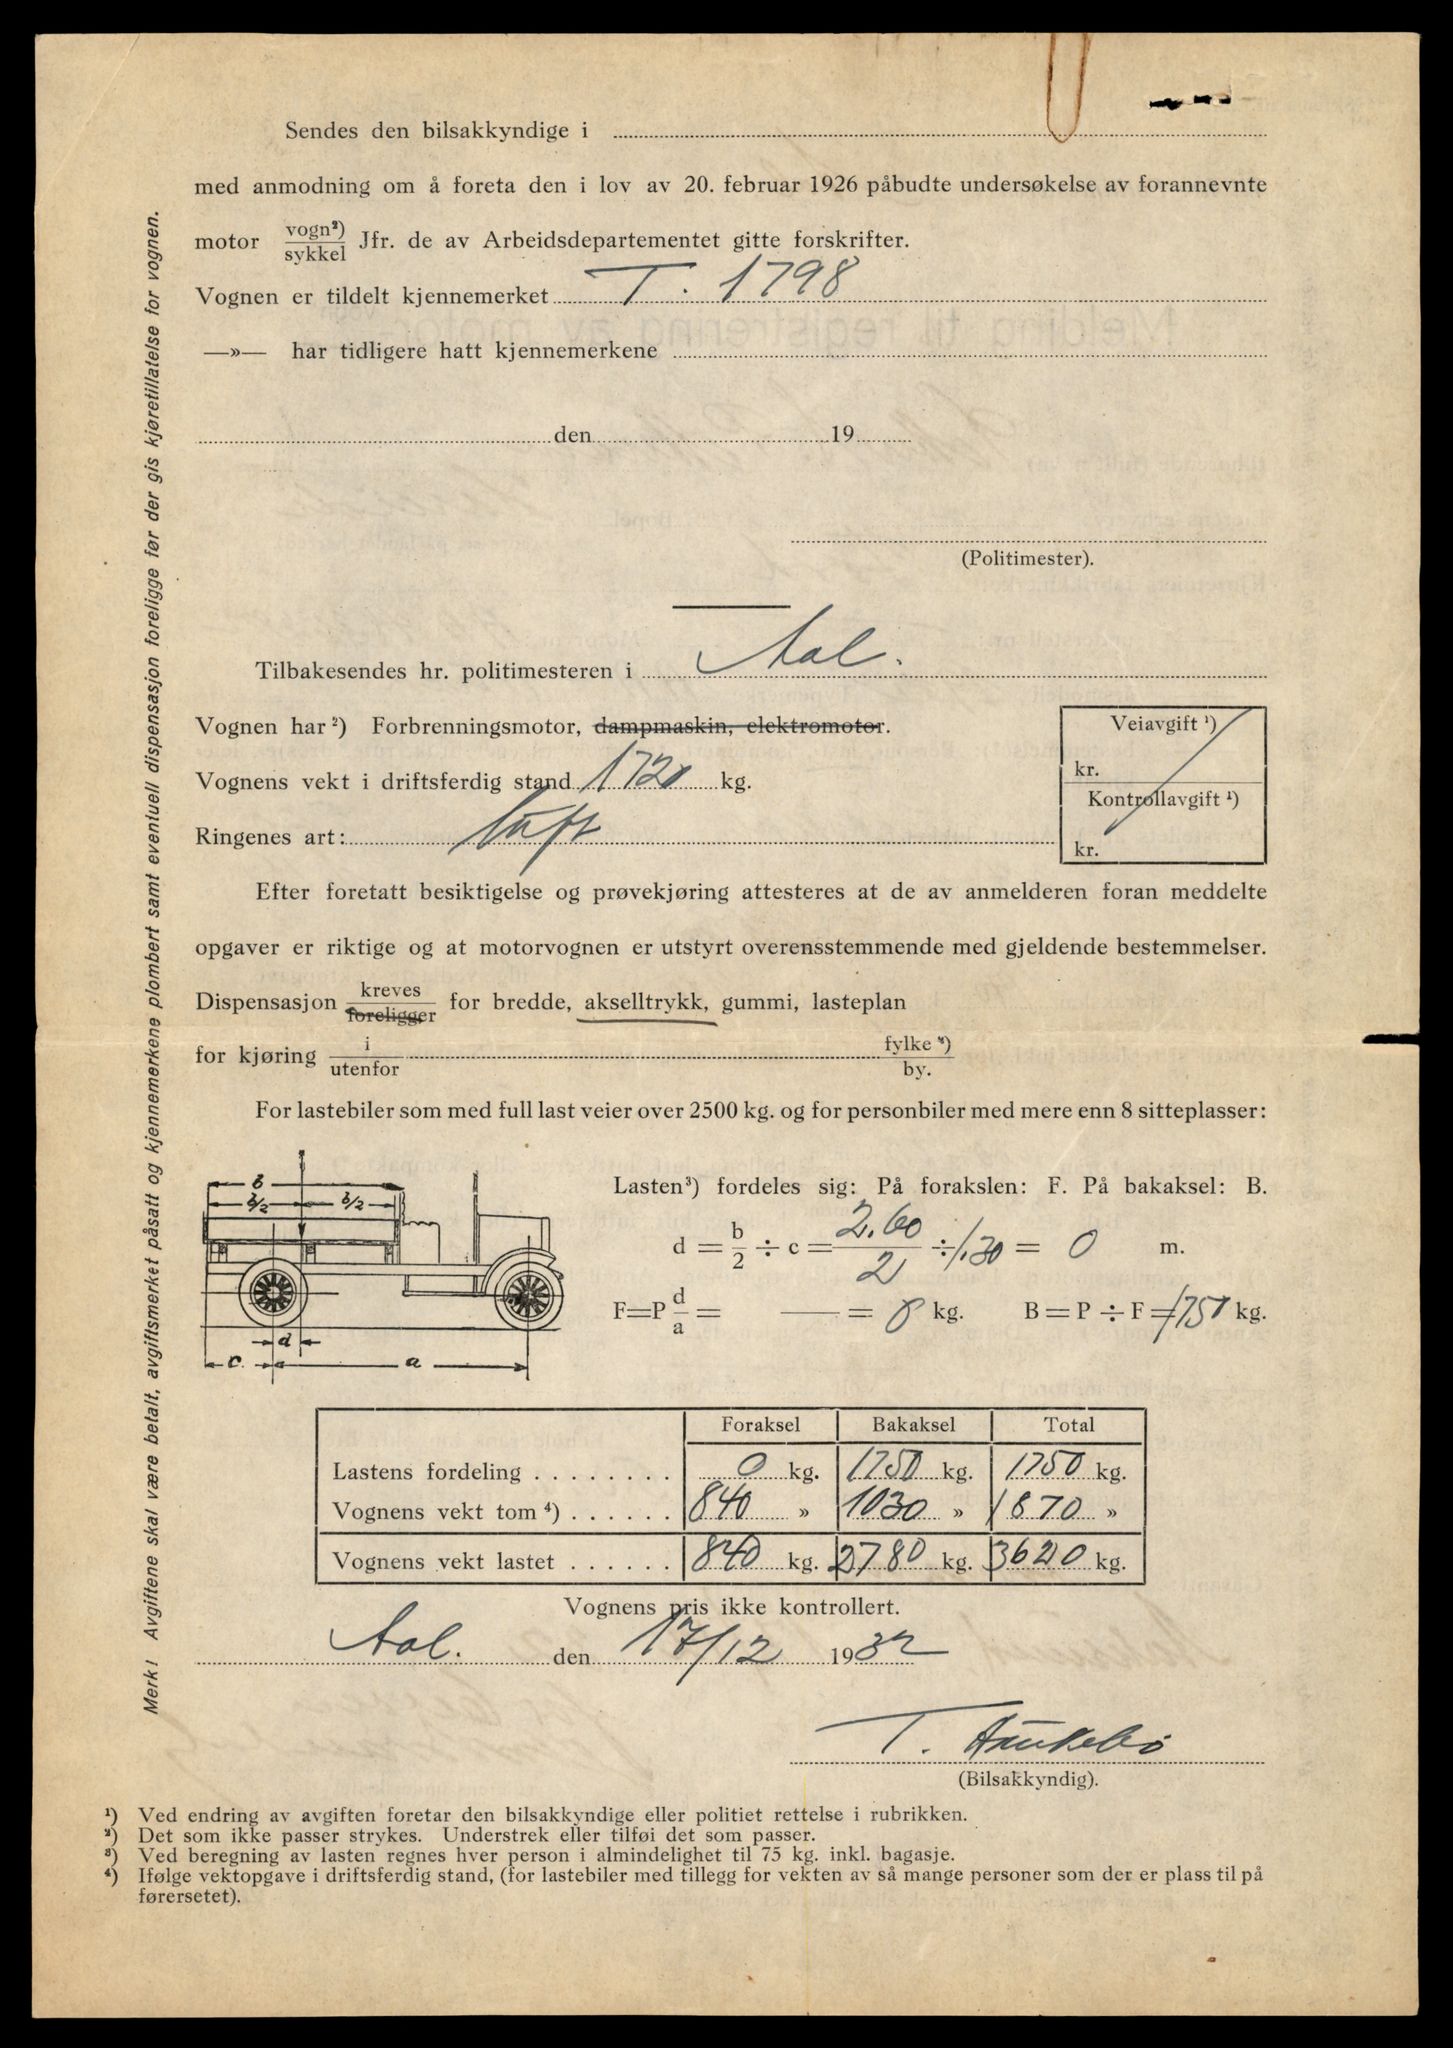 Sendes den bilsakkyndige i
med anmodning om å foreta den i lov av 20. februar 1926 påbudte undersøkelse av forannevnte
motor vogn²)/sykkel Jfr. de av Arbeidsdepartementet gitte forskrifter.
Vognen er tildelt kjennemerket T. 1798
—»— har tidligere hatt kjennemerkene
den 19
(Politimester).
Tilbakesendes hr. politimesteren i Aal.
Vognen har ²) Forbrenningsmotor, dampmaskin, elektromotor.
Veiavgift ¹)
kr.
Vognens vekt i driftsferdig stand 1720 kg.
Kontrollavgift ¹)
kr.
Ringenes art: luft
Efter foretatt besiktigelse og prøvekjøring attesteres at de av anmelderen foran meddelte
opgaver er riktige og at motorvognen er utstyrt overensstemmende med gjeldende bestemmelser.
Dispensasjon kreves/foreligger for bredde, akselltrykk, gummi, lasteplan
for kjøring i/utenfor fylke ²)/by.
For lastebiler som med full last veier over 2500 kg. og for personbiler med mere enn 8 sitteplasser:
b
b/2 b/2
d
c. a
Lasten³) fordeles sig: På forakslen: F. På bakaksel: B.
d = b/2 ÷ c = 2.60/2 ÷ 1.30 = 0 m.
F=P d/a = — = 0 kg. B = P ÷ F = 1750 kg.
Foraksel Bakaksel Total
Lastens fordeling . . . . . . . . 0 kg. 1750 kg. 1750 kg.
Vognens vekt tom ⁴) . . . . . . 840 » 1030 » 1870 »
Vognens vekt lastet . . . . . . 840 kg. 2780 kg. 3620 kg.
Vognens pris ikke kontrollert.
Aal. den 17/12 1932
T.
(Bilsakkyndig).
¹) Ved endring av avgiften foretar den bilsakkyndige eller politiet rettelse i rubrikken.
²) Det som ikke passer strykes. Understrek eller tilføi det som passer.
³) Ved beregning av lasten regnes hver person i almindelighet til 75 kg. inkl. bagasje.
⁴) Ifølge vektopgave i driftsferdig stand, (for lastebiler med tillegg for vekten av så mange personer som der er plass til på
førersetet).
Merk! Avgiftene skal være betalt, avgiftsmerket påsatt og kjennemerkene plombert samt eventuell dispensasjon foreligge før der gis kjøretillatelse for vognen.